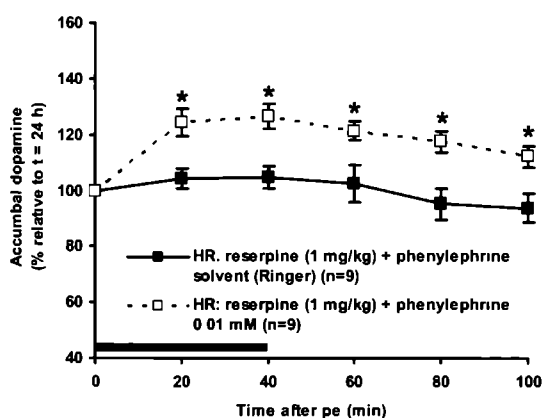 Accumbal dopamine
(% relative to t = 24 h)
160
140
120
100
80
60
40
* * * * *
HR. reserpine (1 mg/kg) + phenylephrine
solvent (Ringer) (n=9)
HR: reserpine (1 mg/kg) + phenylephrine
0 01 mM (n=9)
0 20 40 60 80 100
Time after pe (min)